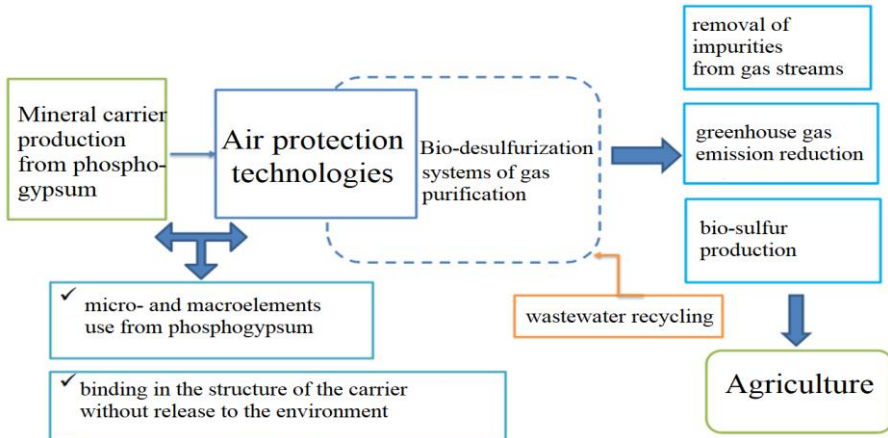 Mineral carrier
production
from phospho-
gypsum
Air protection
technologies
Bio-desulfurization
systems of gas
purification
removal of
impurities
from gas streams
greenhouse gas
emission reduction
bio-sulfur
production
✓ micro- and macroelements
use from phosphogypsum
wastewater recycling
✓ binding in the structure of the carrier
without release to the environment
Agriculture